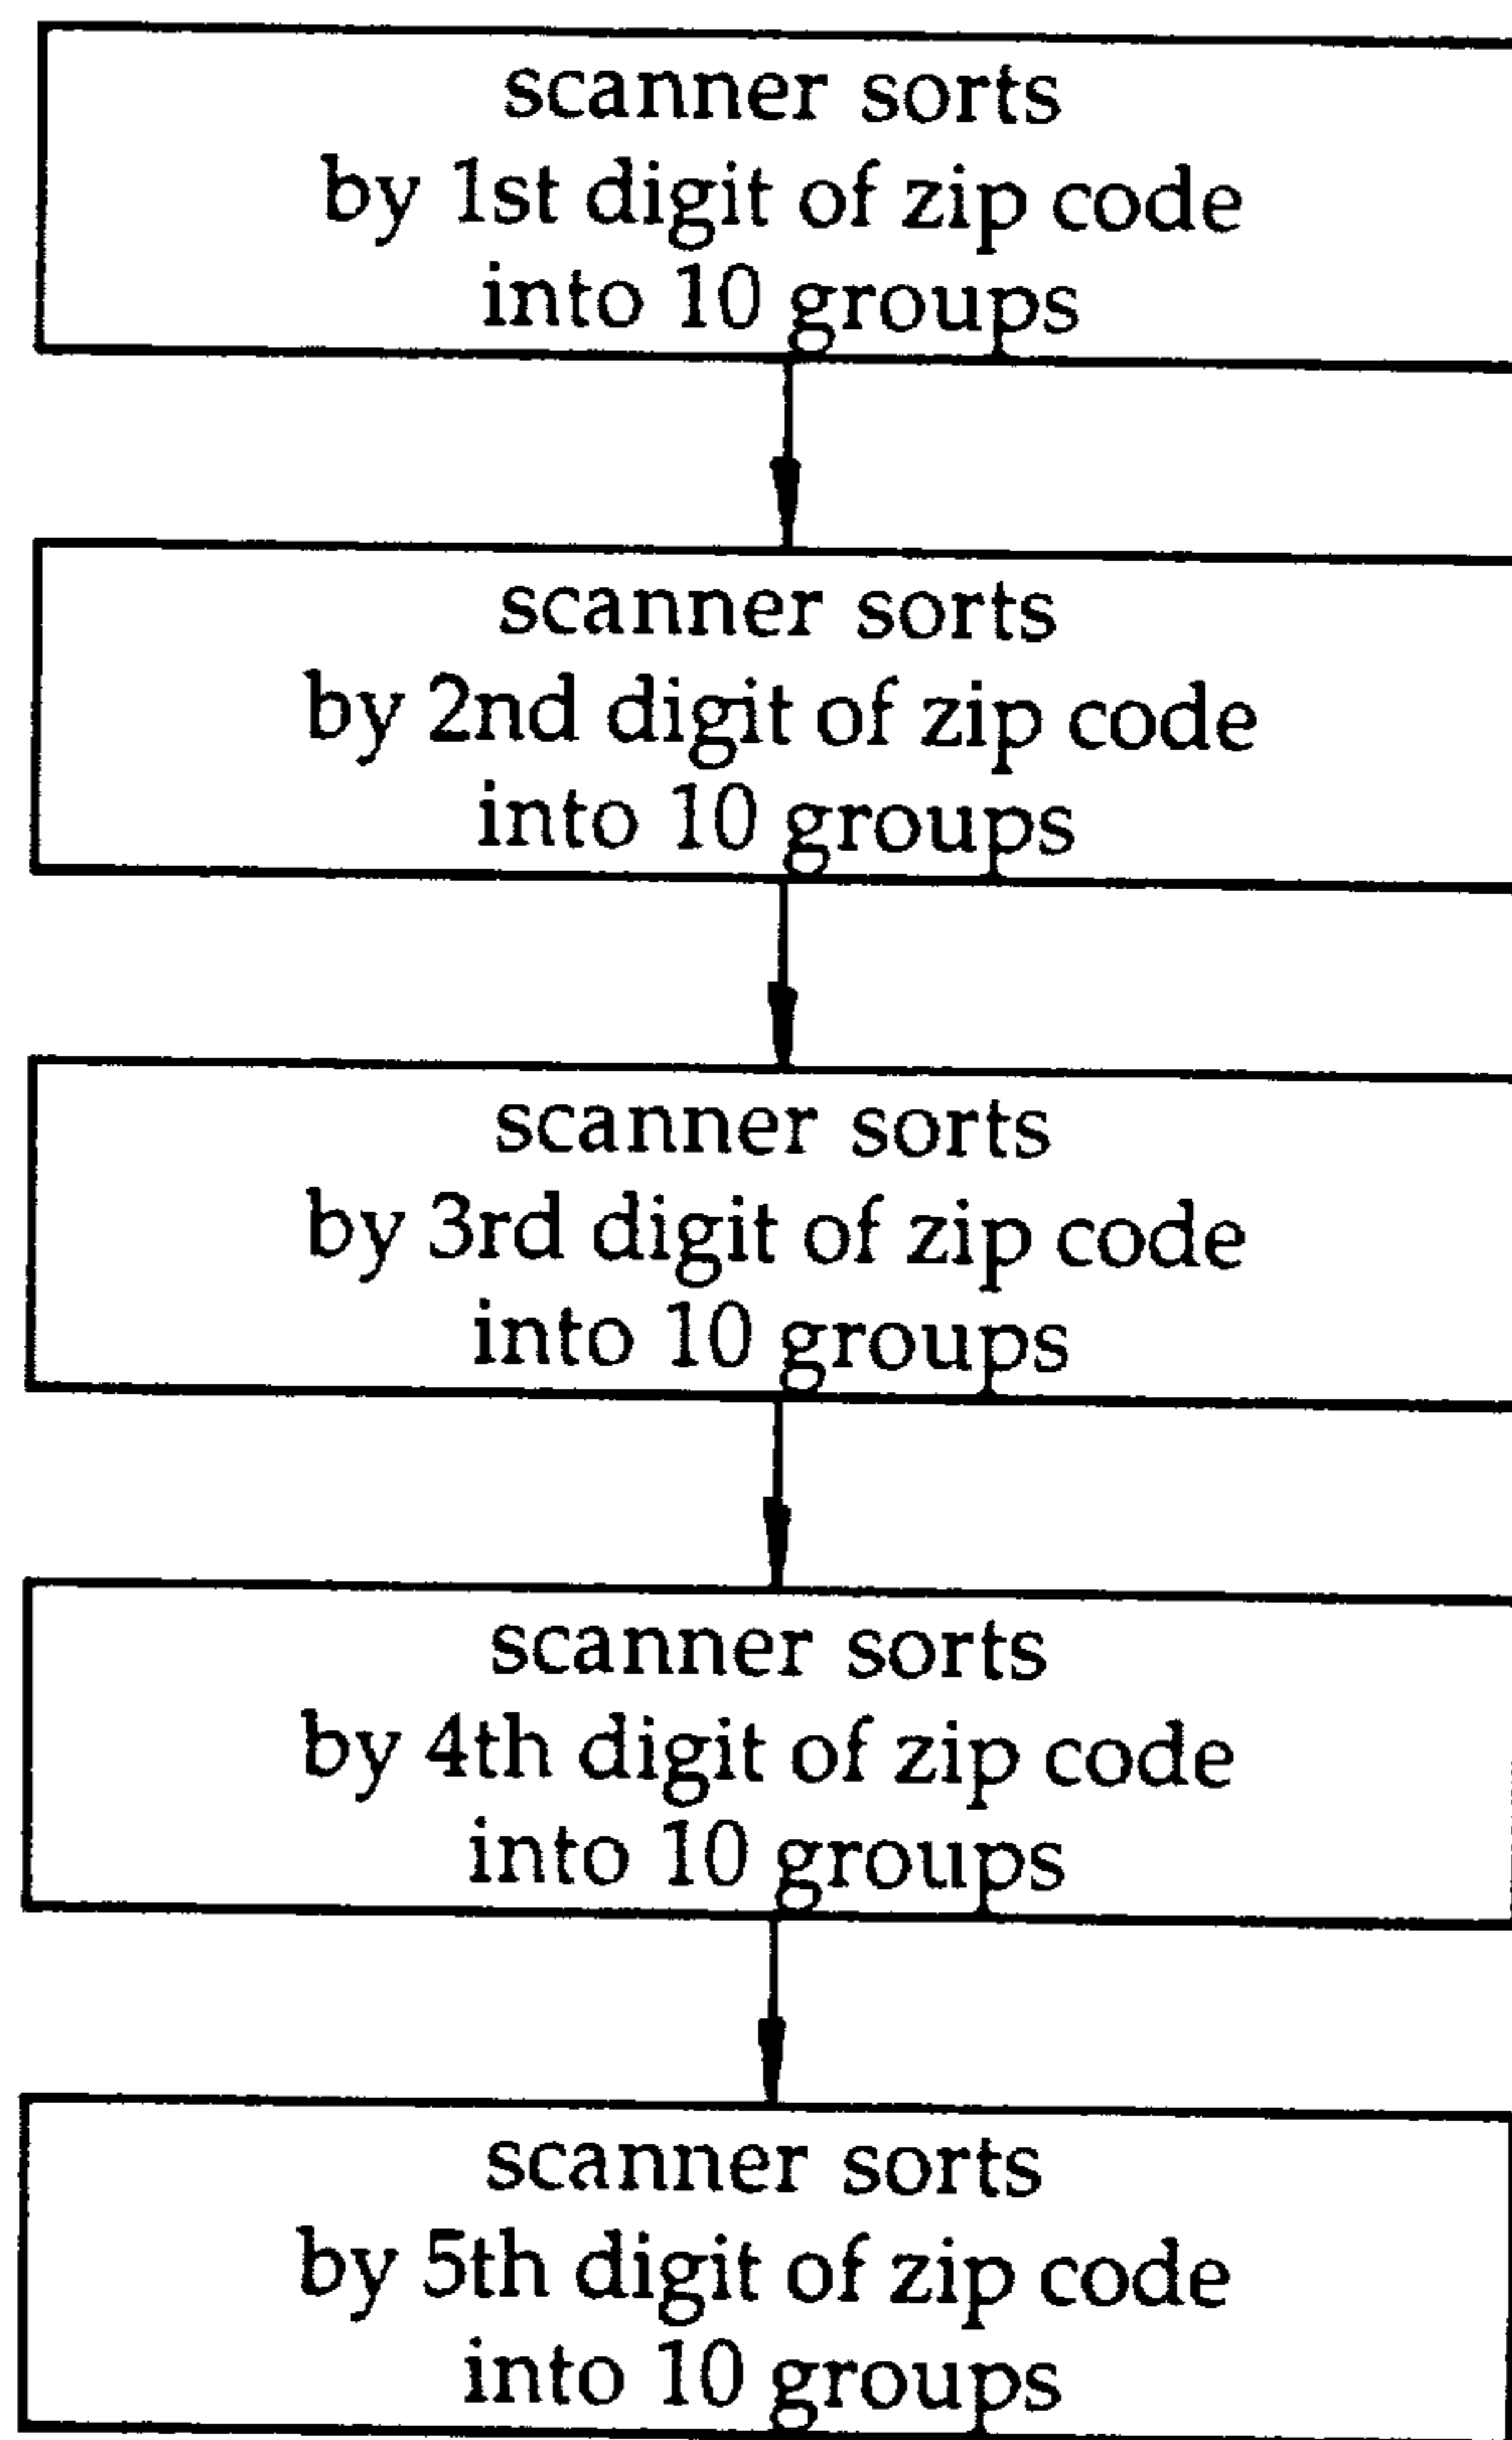 scanner sorts
by 1st digit of zip code
into 10 groups
scanner sorts
by 2nd digit of zip code
into 10 groups
scanner sorts
by 3rd digit of zip code
into 10 groups
scanner sorts
by 4th digit of zip code
into 10 groups
scanner sorts
by 5th digit of zip code
into 10 groups